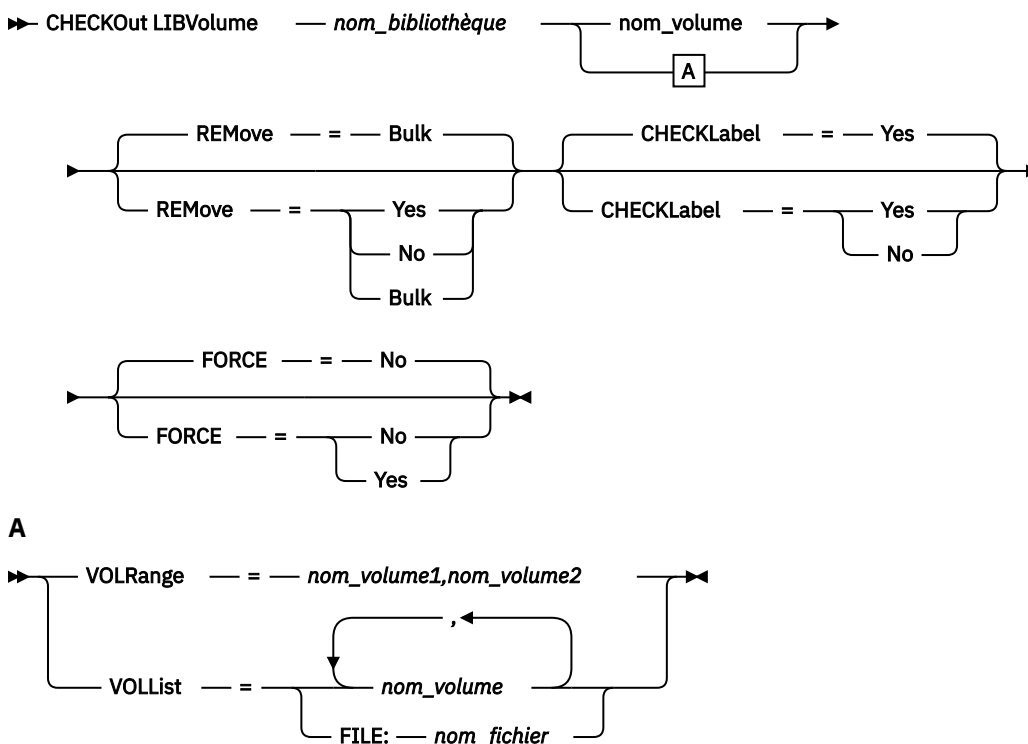 CHECKOut LIBVolume nom_bibliothèque nom_volume
A
REMove = Bulk CHECKLabel = Yes
REMove = Yes CHECKLabel = Yes
No No
Bulk
FORCE = No
FORCE = No
Yes
A
VOLRange = nom_volume1,nom_volume2
,
VOLList = nom_volume
FILE: nom_fichier